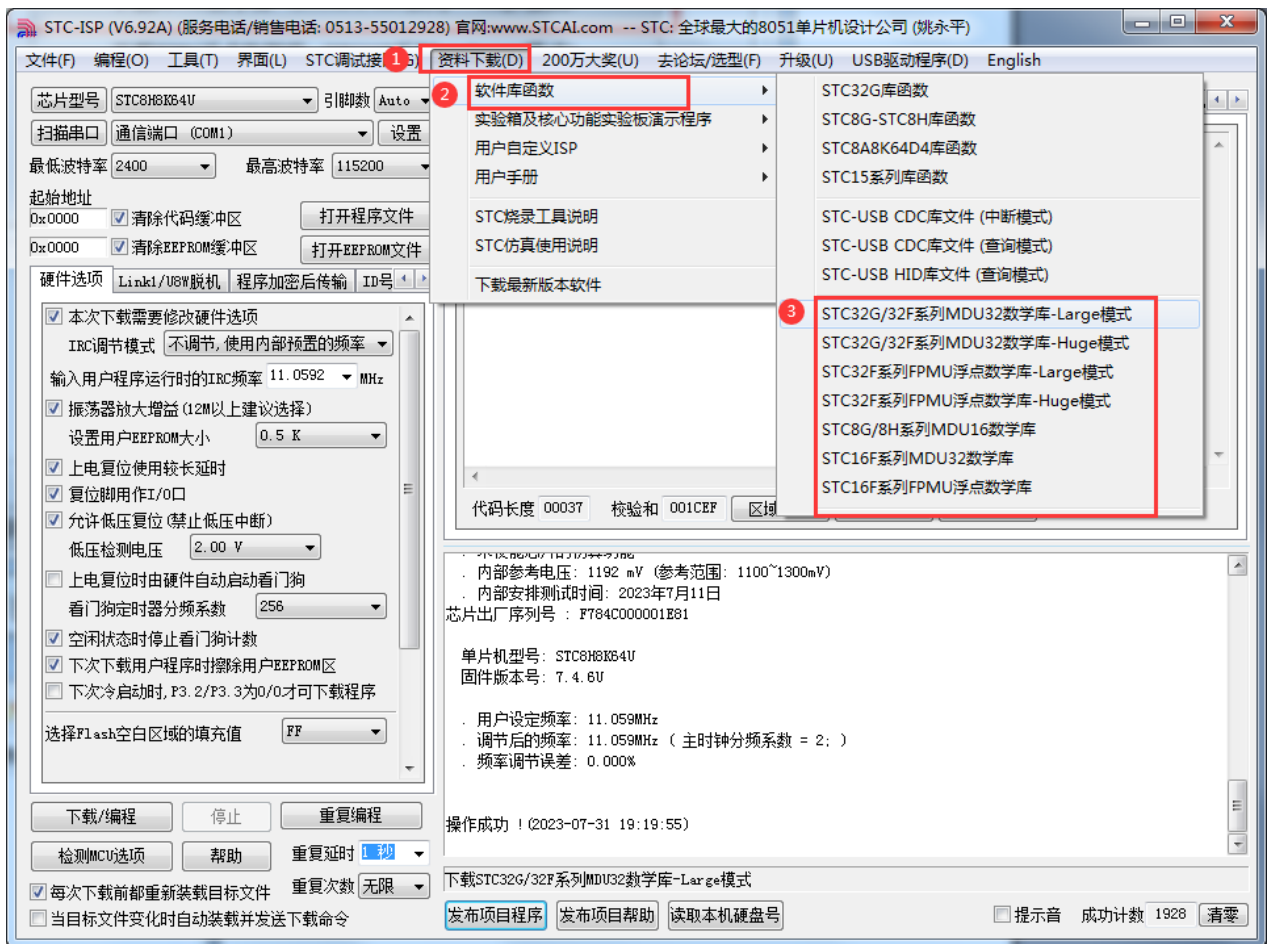 STC-ISP (V6.92A) (服务电话/销售电话: 0513-55012928) 官网:www.STCAI.com -- STC: 全球最大的8051单片机设计公司 (姚永平)
文件(F) 编程(O) 工具(T) 界面(L) STC调试接 1 G) 资料下载(D) 200万大奖(U) 去论坛/选型(F) 升级(U) USB驱动程序(D) English
芯片型号 STC8H8K64U 引脚数 Auto
扫描串口 通信端口 (COM1) 设置
最低波特率 2400 最高波特率 115200
起始地址
0x0000 清除代码缓冲区 打开程序文件
0x0000 清除EEPROM缓冲区 打开EEPROM文件
硬件选项 Link1/U8W脱机 程序加密后传输 ID号
本次下载需要修改硬件选项
IRC调节模式 不调节,使用内部预置的频率
输入用户程序运行时的IRC频率 11.0592 MHz
振荡器放大增益(12M以上建议选择)
设置用户EEPROM大小 0.5 K
上电复位使用较长延时
复位脚用作I/O口
允许低压复位(禁止低压中断)
低压检测电压 2.00 V
上电复位时由硬件自动启动看门狗
看门狗定时器分频系数 256
空闲状态时停止看门狗计数
下次下载用户程序时擦除用户EEPROM区
下次冷启动时,P3.2/P3.3为0/0才可下载程序
选择Flash空白区域的填充值 FF
下载/编程 停止 重复编程
检测MCU选项 帮助 重复延时 1 秒
每次下载前都重新装载目标文件 重复次数 无限
当目标文件变化时自动装载并发送下载命令
2 软件库函数
实验箱及核心功能实验板演示程序
用户自定义ISP
用户手册
STC烧录工具说明
STC仿真使用说明
下载最新版本软件
STC32G库函数
STC8G-STC8H库函数
STC8A8K64D4库函数
STC15系列库函数
STC-USB CDC库文件 (中断模式)
STC-USB CDC库文件 (查询模式)
STC-USB HID库文件 (查询模式)
3 STC32G/32F系列MDU32数学库-Large模式
STC32G/32F系列MDU32数学库-Huge模式
STC32F系列FPMU浮点数学库-Large模式
STC32F系列FPMU浮点数学库-Huge模式
STC8G/8H系列MDU16数学库
STC16F系列MDU32数学库
STC16F系列FPMU浮点数学库
代码长度 00037 校验和 001CEF 区域
. 内部参考电压: 1192 mV (参考范围: 1100~1300mV)
. 内部安排测试时间: 2023年7月11日
芯片出厂序列号 : F784C000001E81
单片机型号: STC8H8K64U
固件版本号: 7.4.6U
. 用户设定频率: 11.059MHz
. 调节后的频率: 11.059MHz ( 主时钟分频系数 = 2; )
. 频率调节误差: 0.000%
操作成功 !(2023-07-31 19:19:55)
下载STC32G/32F系列MDU32数学库-Large模式
发布项目程序 发布项目帮助 读取本机硬盘号 提示音 成功计数 1928 清零